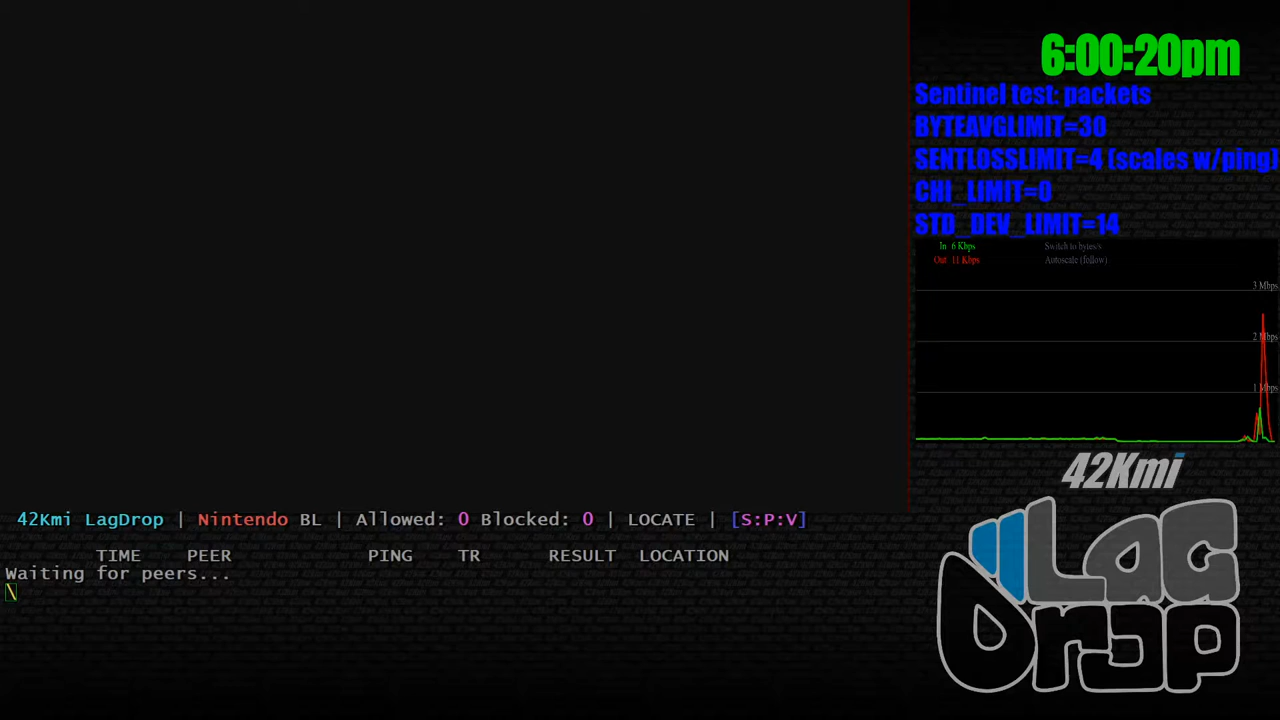 6:00:20pm
Sentinel test: packets
BYTEAVGLIMIT=30
SENTLOSSLIMIT=4 (scales w/ping)
CHI_LIMIT=0
STD_DEV_LIMIT=14
In 6 Kbps Switch to bytes/s
Out 11 Kbps Autoscale (follow)
3 Mbps
2 Mbps
1 Mbps
42Kmi
LAG
Drop
42Kmi LagDrop | Nintendo BL | Allowed: 0 Blocked: 0 | LOCATE | [S:P:V]
TIME PEER PING TR RESULT LOCATION
Waiting for peers...
\